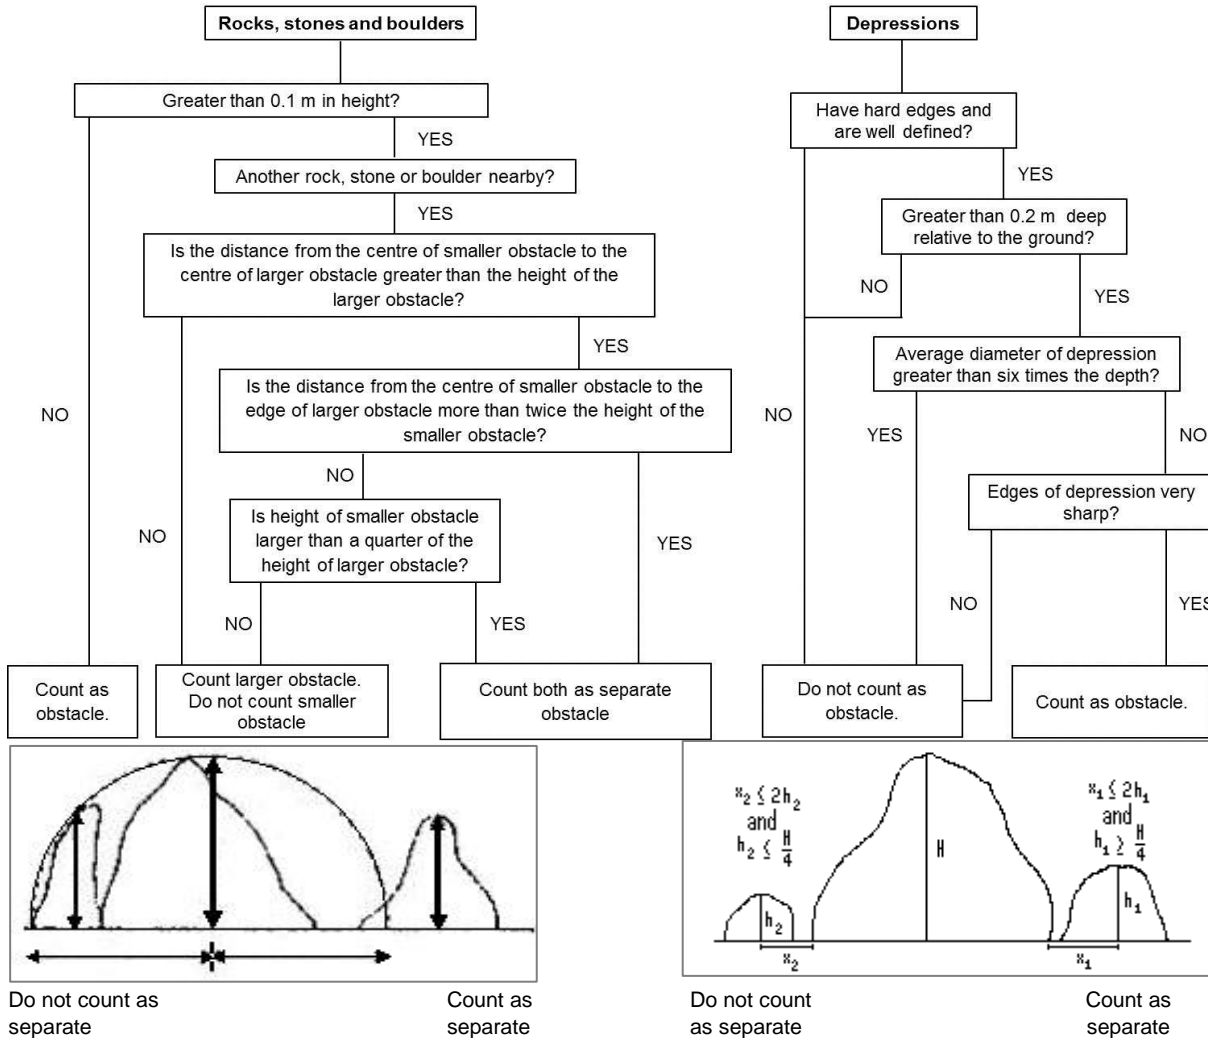 Rocks, stones and boulders
Greater than 0.1 m in height?
YES
Another rock, stone or boulder nearby?
YES
Is the distance from the centre of smaller obstacle to the
centre of larger obstacle greater than the height of the
larger obstacle?
YES
Is the distance from the centre of smaller obstacle to the
edge of larger obstacle more than twice the height of the
smaller obstacle?
NO
NO
Is height of smaller obstacle
larger than a quarter of the
height of larger obstacle?
NO
YES
NO
YES
Count as
obstacle.
Count larger obstacle.
Do not count smaller
obstacle
Count both as separate
obstacle
Depressions
Have hard edges and
are well defined?
YES
Greater than 0.2 m deep
relative to the ground?
NO
YES
Average diameter of depression
greater than six times the depth?
NO
YES
NO
Edges of depression very
sharp?
NO
YES
Do not count as
obstacle.
Count as obstacle.
Do not count as
separate
Count as
separate
x₂ ≤ 2h₂
and
h₂ ≤ H/4
H
x₁ ≤ 2h₁
and
h₁ ≥ H/4
h₂
h₁
x₂
x₁
Do not count
as separate
Count as
separate